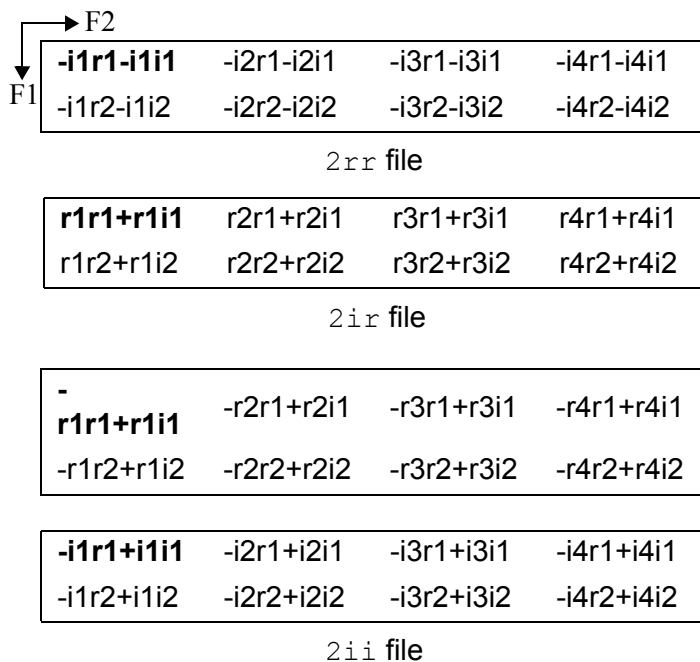 F2
F1
-i1r1-i1i1 -i2r1-i2i1 -i3r1-i3i1 -i4r1-i4i1
-i1r2-i1i2 -i2r2-i2i2 -i3r2-i3i2 -i4r2-i4i2
2rr file
r1r1+r1i1 r2r1+r2i1 r3r1+r3i1 r4r1+r4i1
r1r2+r1i2 r2r2+r2i2 r3r2+r3i2 r4r2+r4i2
2ir file
-
r1r1+r1i1 -r2r1+r2i1 -r3r1+r3i1 -r4r1+r4i1
-r1r2+r1i2 -r2r2+r2i2 -r3r2+r3i2 -r4r2+r4i2
-i1r1+i1i1 -i2r1+i2i1 -i3r1+i3i1 -i4r1+i4i1
-i1r2+i1i2 -i2r2+i2i2 -i3r2+i3i2 -i4r2+i4i2
2ii file